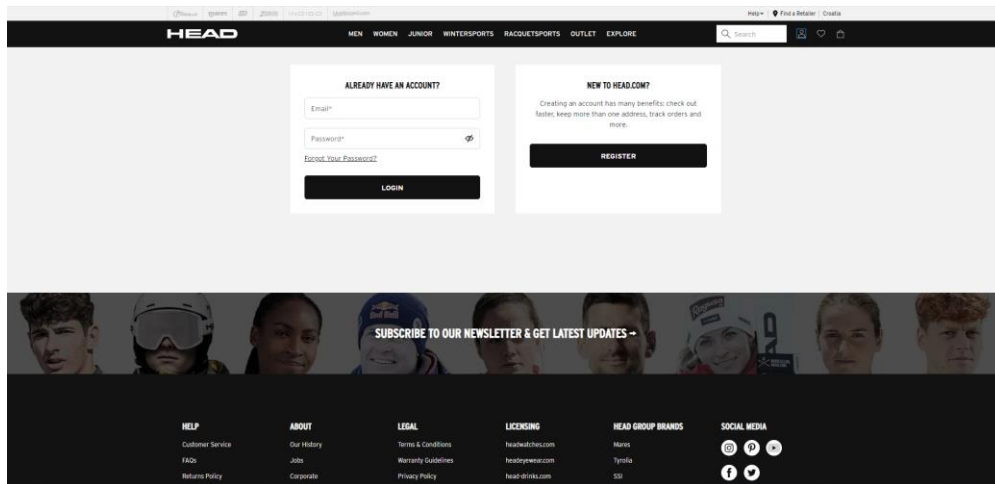 mares
Help
Find a Retailer
Croatia
HEAD
MEN
WOMEN
JUNIOR
WINTERSPORTS
RACQUETSPORTS
OUTLET
EXPLORE
Search
ALREADY HAVE AN ACCOUNT?
Email*
Password*
Forgot Your Password?
LOGIN
NEW TO HEAD.COM?
Creating an account has many benefits: check out
faster, keep more than one address, track orders and
more.
REGISTER
SUBSCRIBE TO OUR NEWSLETTER & GET LATEST UPDATES →
HEAD
Red Bull
HELP
Customer Service
FAQs
Returns Policy
ABOUT
Our History
Jobs
Corporate
LEGAL
Terms & Conditions
Warranty Guidelines
Privacy Policy
LICENSING
headwatches.com
headeyewear.com
head-drinks.com
HEAD GROUP BRANDS
Mares
Tyrolia
SSI
SOCIAL MEDIA